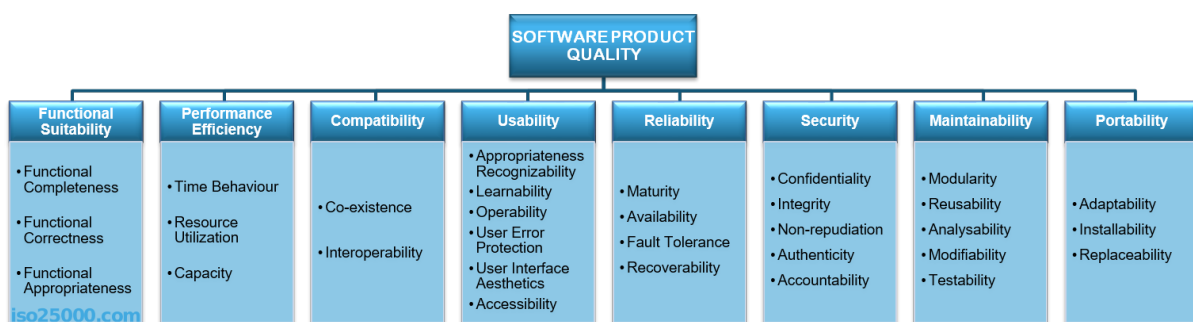 SOFTWARE PRODUCT
QUALITY
Functional
Suitability
• Functional
Completeness
• Functional
Correctness
• Functional
Appropriateness
Performance
Efficiency
• Time Behaviour
• Resource
Utilization
• Capacity
Compatibility
• Co-existence
• Interoperability
Usability
• Appropriateness
Recognizability
• Learnability
• Operability
• User Error
Protection
• User Interface
Aesthetics
• Accessibility
Reliability
• Maturity
• Availability
• Fault Tolerance
• Recoverability
Security
• Confidentiality
• Integrity
• Non-repudiation
• Authenticity
• Accountability
Maintainability
• Modularity
• Reusability
• Analysability
• Modifiability
• Testability
Portability
• Adaptability
• Installability
• Replaceability
iso25000.com